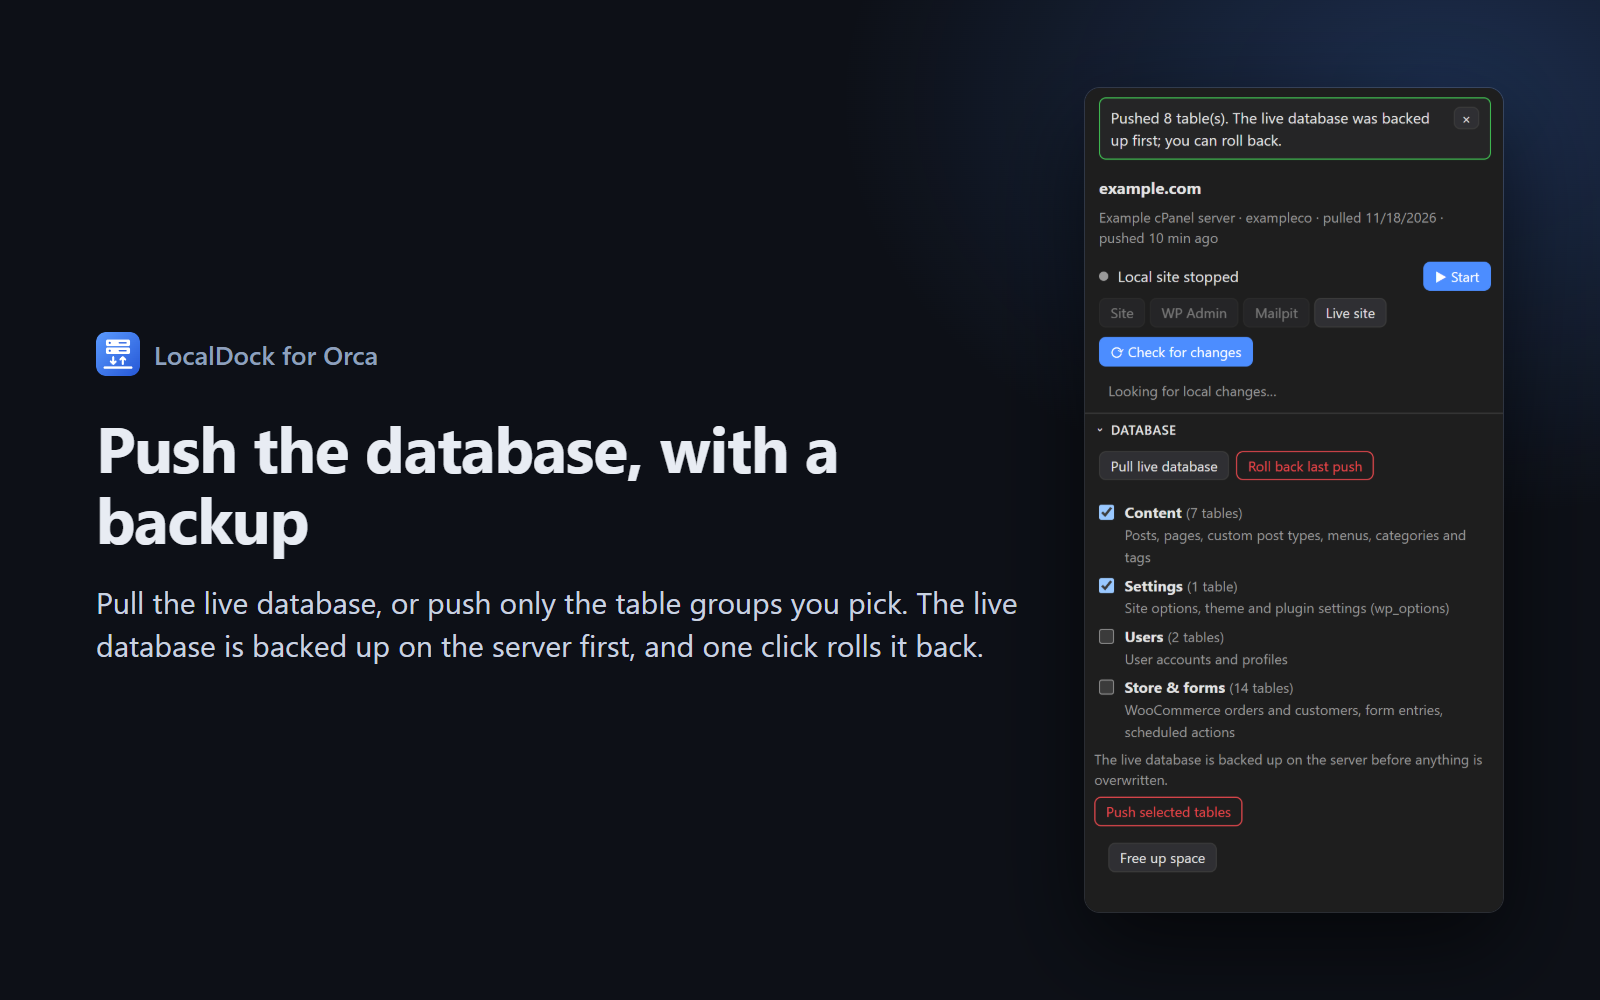 LocalDock for Orca
Push the database, with a
backup
Pull the live database, or push only the table groups you pick. The live
database is backed up on the server first, and one click rolls it back.
Pushed 8 table(s). The live database was backed
up first; you can roll back.
×
example.com
Example cPanel server · exampleco · pulled 11/18/2026 ·
pushed 10 min ago
Local site stopped
▶ Start
Site WP Admin Mailpit Live site
⟳ Check for changes
Looking for local changes...
DATABASE
Pull live database Roll back last push
Content (7 tables)
Posts, pages, custom post types, menus, categories and
tags
Settings (1 table)
Site options, theme and plugin settings (wp_options)
Users (2 tables)
User accounts and profiles
Store & forms (14 tables)
WooCommerce orders and customers, form entries,
scheduled actions
The live database is backed up on the server before anything is
overwritten.
Push selected tables
Free up space